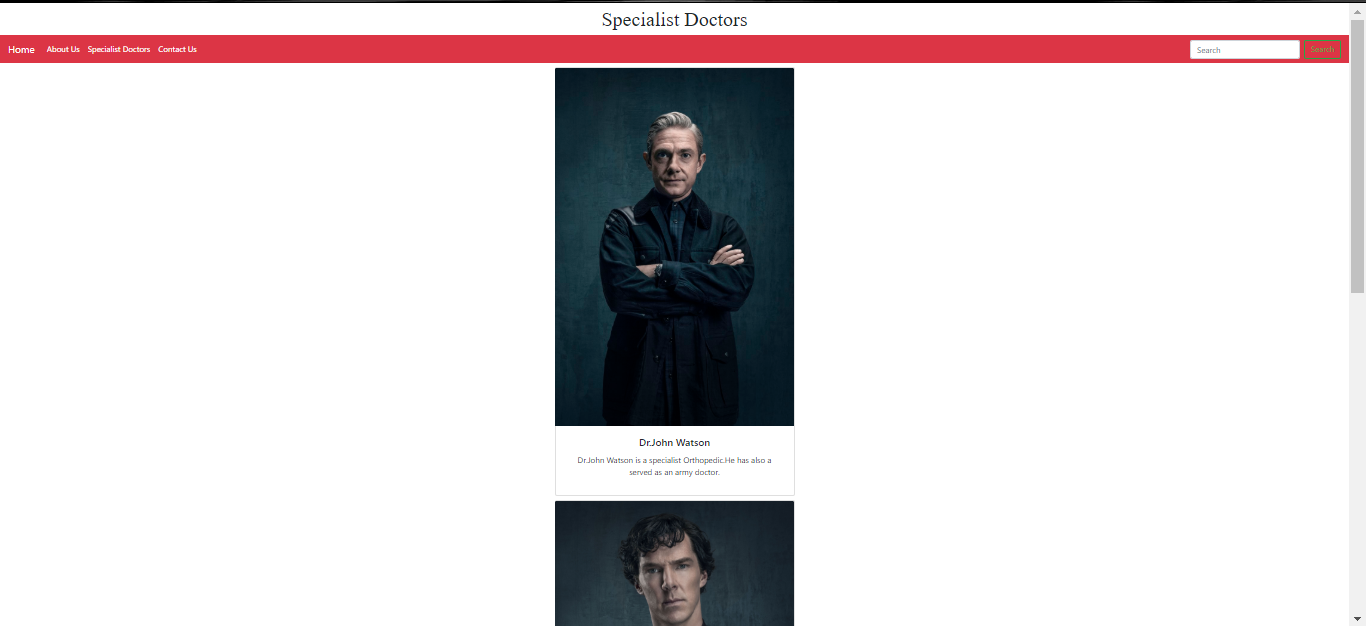 Specialist Doctors
Home About Us Specialist Doctors Contact Us Search Search
Dr.John Watson
Dr.John Watson is a specialist Orthopedic.He has also a
served as an army doctor.